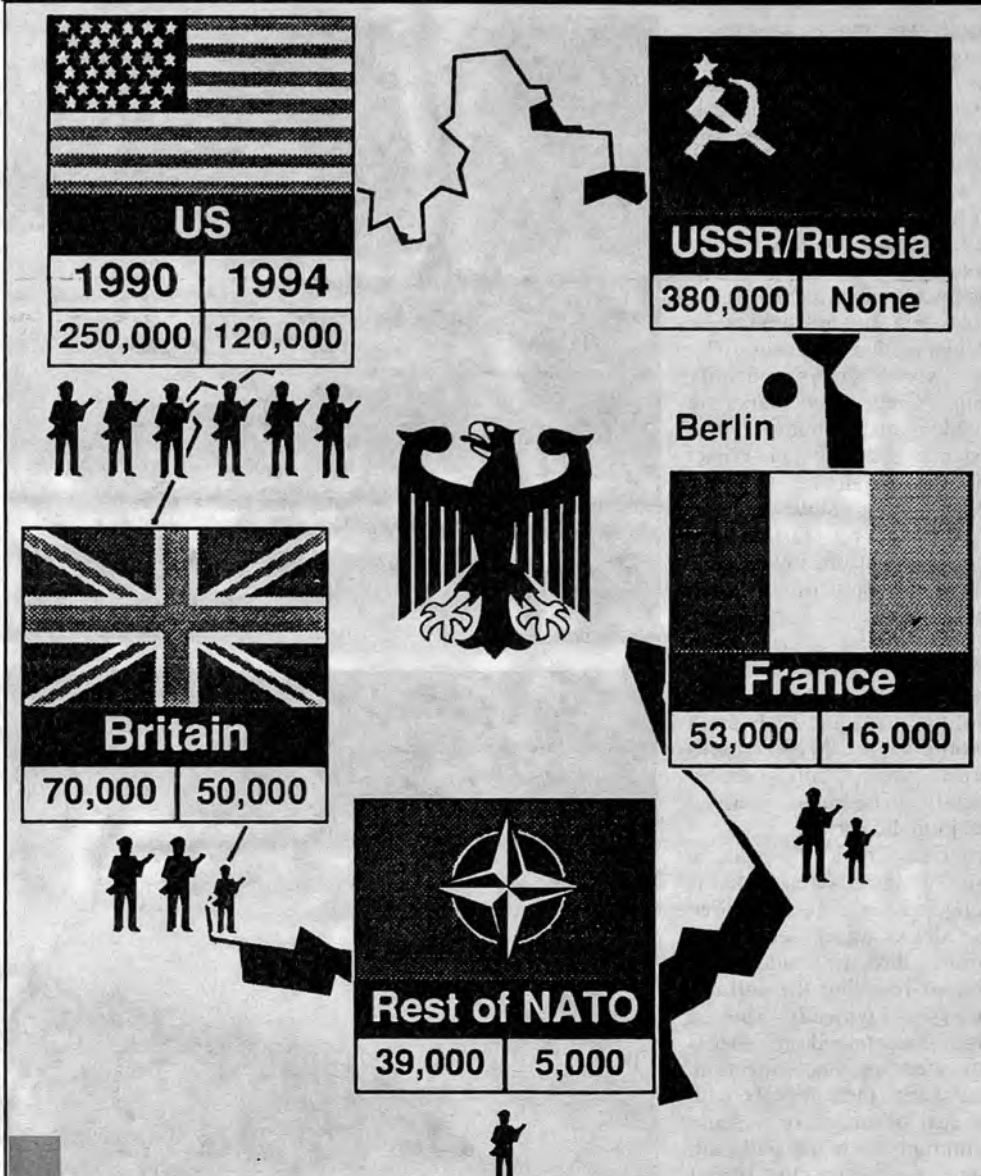 US
1990 1994
250,000 120,000
USSR/Russia
380,000 None
Berlin
France
53,000 16,000
Britain
70,000 50,000
Rest of NATO
39,000 5,000